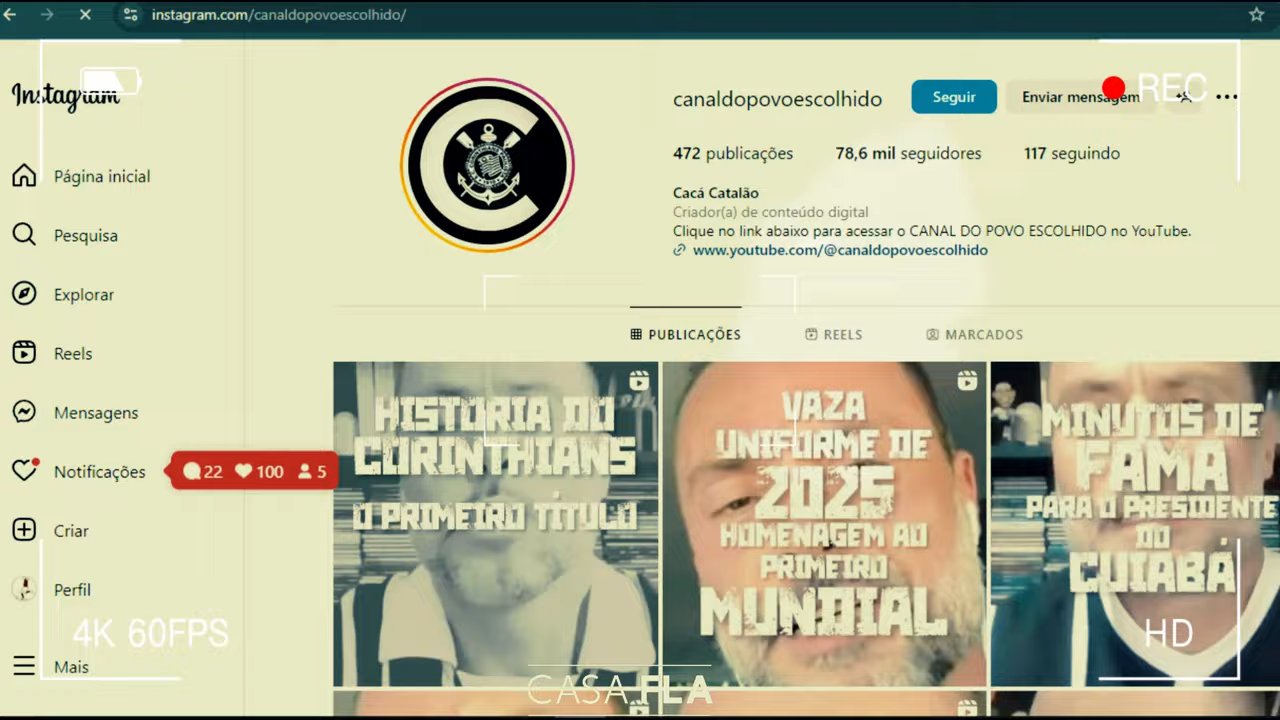 instagram.com/canaldopovoescolhido/
Instagram
REC
canaldopovoescolhido
Seguir
Enviar mensagem
472 publicações
78,6 mil seguidores
117 seguindo
Cacá Catalão
Criador(a) de conteúdo digital
Clique no link abaixo para acessar o CANAL DO POVO ESCOLHIDO no YouTube.
www.youtube.com/@canaldopovoescolhido
Página inicial
Pesquisa
Explorar
Reels
Mensagens
Notificações
22 100 5
Criar
Perfil
Mais
PUBLICAÇÕES
REELS
MARCADOS
HISTORIA DO
CORINTHIANS
O PRIMEIRO TÍTULO
VAZA
UNIFORME DE
2025
HOMENAGEM AO
PRIMEIRO
MUNDIAL
MINUTOS DE
FAMA
PARA O PRESIDENTE
DO
CUIABÁ
4K 60FPS
HD
CASA FLA